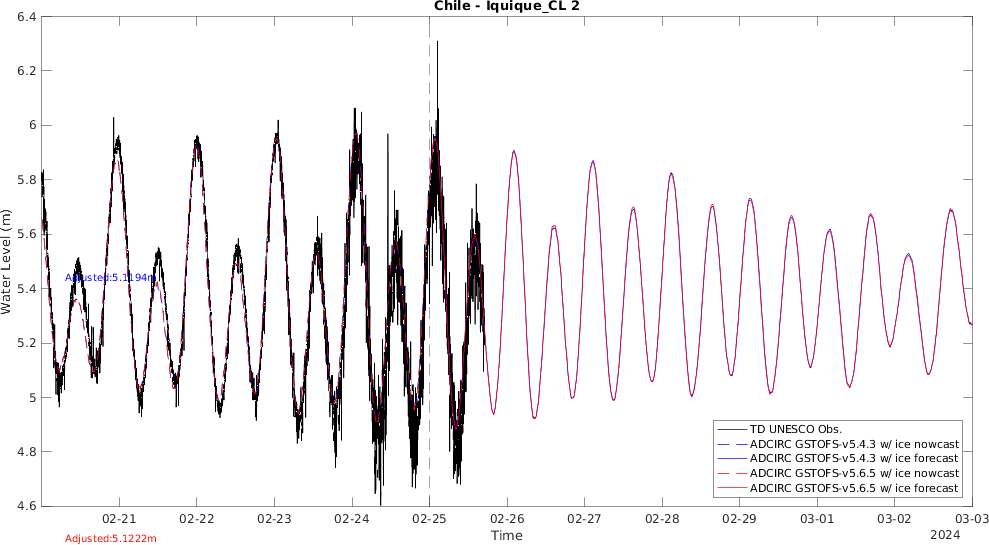 Chile - Iquique_CL 2
Water Level (m)
6.4
6.2
6
5.8
5.6
5.4
5.2
5
4.8
4.6
Adjusted:5.1194m
TD UNESCO Obs.
ADCIRC GSTOFS-v5.4.3 w/ ice nowcast
ADCIRC GSTOFS-v5.4.3 w/ ice forecast
ADCIRC GSTOFS-v5.6.5 w/ ice nowcast
ADCIRC GSTOFS-v5.6.5 w/ ice forecast
02-21 02-22 02-23 02-24 02-25 02-26 02-27 02-28 02-29 03-01 03-02 03-03
Time
2024
Adjusted:5.1222m